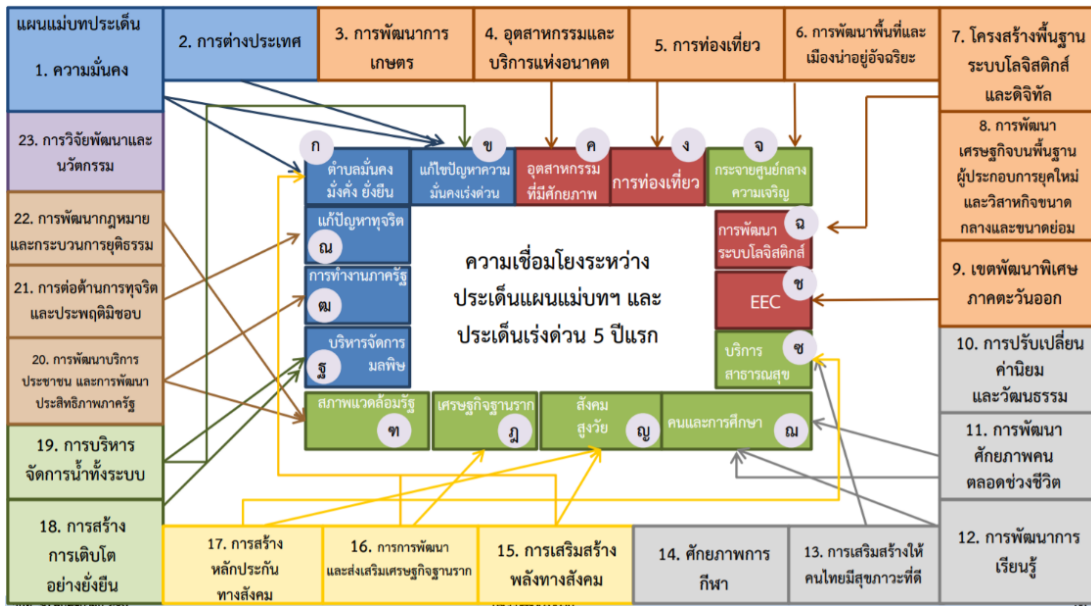 แผนแม่บทประเด็น
1. ความมั่นคง
2. การต่างประเทศ
3. การพัฒนาการ
เกษตร
4. อุตสาหกรรมและ
บริการแห่งอนาคต
5. การท่องเที่ยว
6. การพัฒนาพื้นที่และ
เมืองน่าอยู่อัจฉริยะ
7. โครงสร้างพื้นฐาน
ระบบโลจิสติกส์
และดิจิทัล
8. การพัฒนา
เศรษฐกิจบนพื้นฐาน
ผู้ประกอบการยุคใหม่
และวิสาหกิจขนาด
กลางและขนาดย่อม
9. เขตพัฒนาพิเศษ
ภาคตะวันออก
10. การปรับเปลี่ยน
ค่านิยม
และวัฒนธรรม
11. การพัฒนา
ศักยภาพคน
ตลอดช่วงชีวิต
12. การพัฒนาการ
เรียนรู้
13. การเสริมสร้างให้
คนไทยมีสุขภาวะที่ดี
14. ศักยภาพการ
กีฬา
15. การเสริมสร้าง
พลังทางสังคม
16. การการพัฒนา
และส่งเสริมเศรษฐกิจฐานราก
17. การสร้าง
หลักประกัน
ทางสังคม
18. การสร้าง
การเติบโต
อย่างยั่งยืน
19. การบริหาร
จัดการน้ำทั้งระบบ
20. การพัฒนาบริการ
ประชาชน และการพัฒนา
ประสิทธิภาพภาครัฐ
21. การต่อต้านการทุจริต
และประพฤติมิชอบ
22. การพัฒนากฎหมาย
และกระบวนการยุติธรรม
23. การวิจัยพัฒนาและ
นวัตกรรม
ก
ตำบลมั่นคง
มั่งคั่ง ยั่งยืน
ข
แก้ไขปัญหาความ
มั่นคงเร่งด่วน
ค
อุตสาหกรรม
ที่มีศักยภาพ
ง
การท่องเที่ยว
จ
กระจายศูนย์กลาง
ความเจริญ
ฉ
การพัฒนา
ระบบโลจิสติกส์
ช
EEC
ซ
บริการ
สาธารณสุข
คนและการศึกษา
ฌ
สังคม
สูงวัย
ญ
เศรษฐกิจฐานราก
ฎ
สภาพแวดล้อมรัฐ
ฑ
บริหารจัดการ
มลพิษ
ฐ
การทำงานภาครัฐ
ฒ
แก้ปัญหาทุจริต
ณ
ความเชื่อมโยงระหว่าง
ประเด็นแผนแม่บทฯ และ
ประเด็นเร่งด่วน 5 ปีแรก